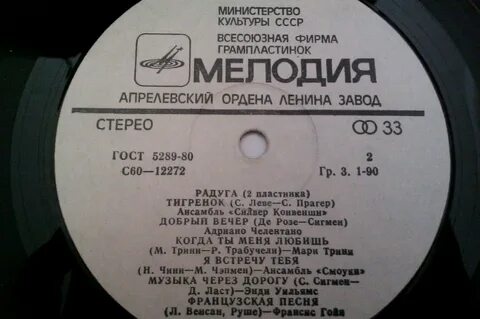 МИНИСТЕРСТВО
КУЛЬТУРЫ СССР
ВСЕСОЮЗНАЯ ФИРМА
ГРАМПЛАСТИНОК
МЕЛОДИЯ
АПРЕЛЕВСКИЙ ОРДЕНА ЛЕНИНА ЗАВОД
СТЕРЕО 33
ГОСТ 5289-80 2
С60—12272 Гр. 3. 1-90
РАДУГА (2 пластинка)
ТИГРЕНОК (С. Леве—С. Прагер)
Ансамбль «Силвер Конвеншн»
ДОБРЫЙ ВЕЧЕР (Де Розе—Сигмен)
Адриано Челентано
КОГДА ТЫ МЕНЯ ЛЮБИШЬ
(М. Трини—Р. Трабучели)—Мари Трини
Я ВСТРЕЧУ ТЕБЯ
(Н. Чинн—М. Чэпмен)—Ансамбль «Смоуки»
МУЗЫКА ЧЕРЕЗ ДОРОГУ (С. Сигмен—
Д. Ласт)—Энди Уильямс
ФРАНЦУЗСКАЯ ПЕСНЯ
(Л. Венсан, Руше)—Франсис Гойя